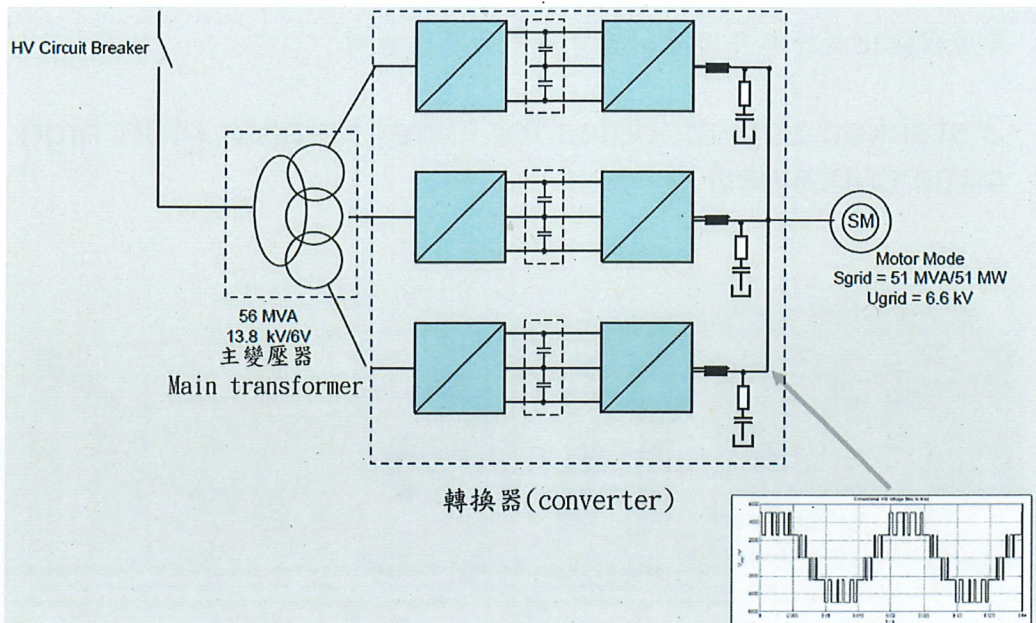 HV Circuit Breaker
56 MVA
13.8 kV/6V
主變壓器
Main transformer
SM
Motor Mode
Sgrid = 51 MVA/51 MW
Ugrid = 6.6 kV
轉換器(converter)